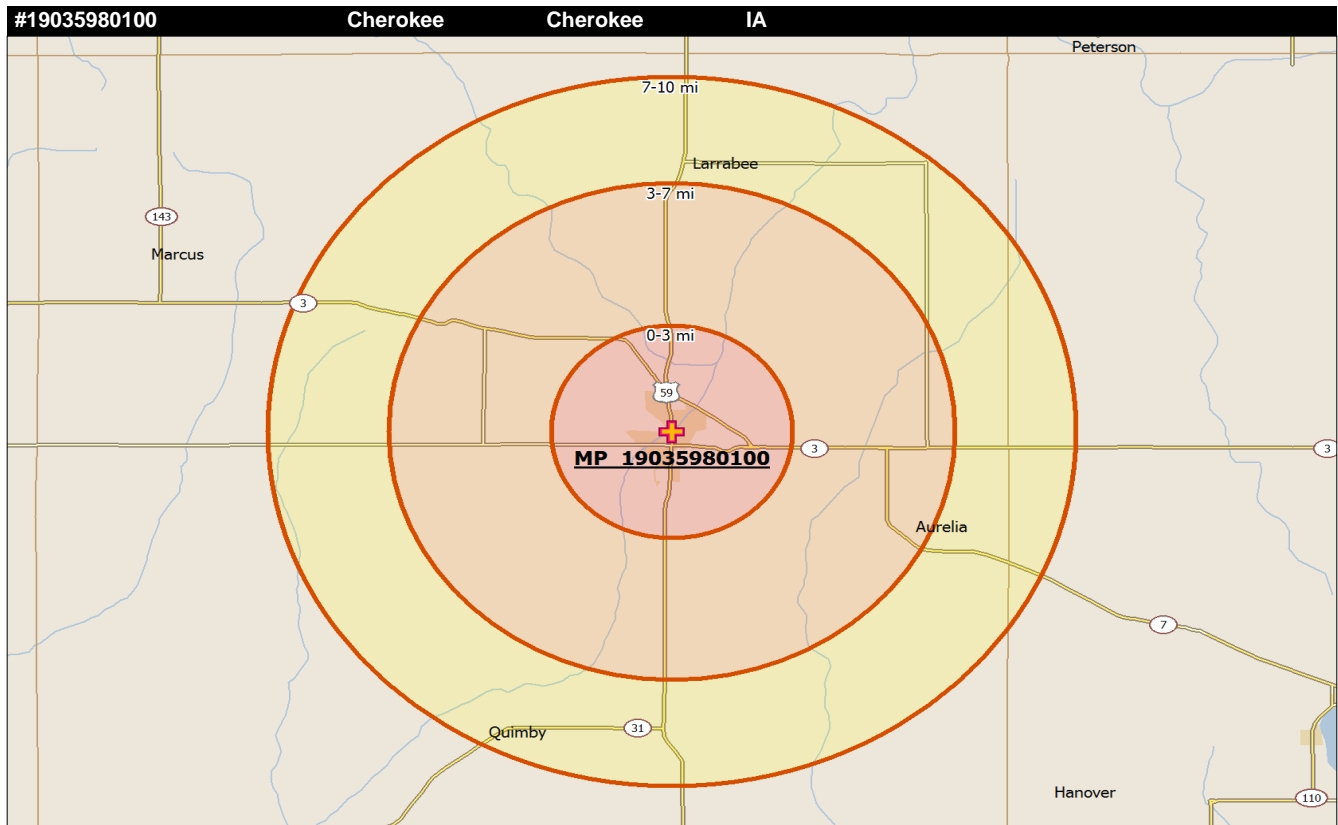 #19035980100 Cherokee Cherokee IA
Peterson
7-10 mi
Larrabee
3-7 mi
143
Marcus
3
0-3 mi
59
3
3
MP 19035980100
Aurelia
7
Quimby
31
Hanover
110